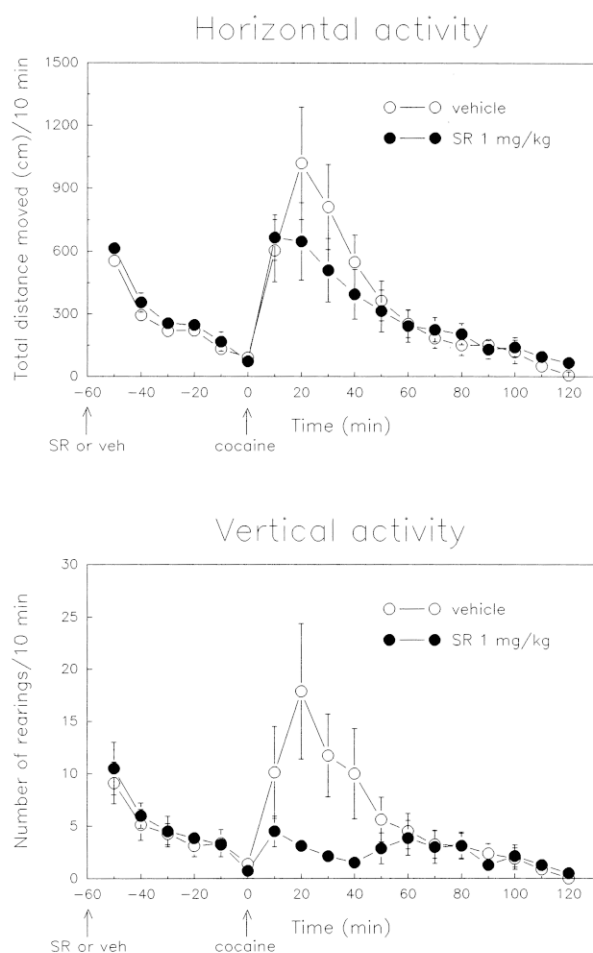 Horizontal activity
Total distance moved (cm)/10 min
1500
1200
900
600
300
0
vehicle
SR 1 mg/kg
−60 −40 −20 0 20 40 60 80 100 120
Time (min)
SR or veh
cocaine
Vertical activity
Number of rearings/10 min
30
25
20
15
10
5
0
vehicle
SR 1 mg/kg
−60 −40 −20 0 20 40 60 80 100 120
Time (min)
SR or veh
cocaine